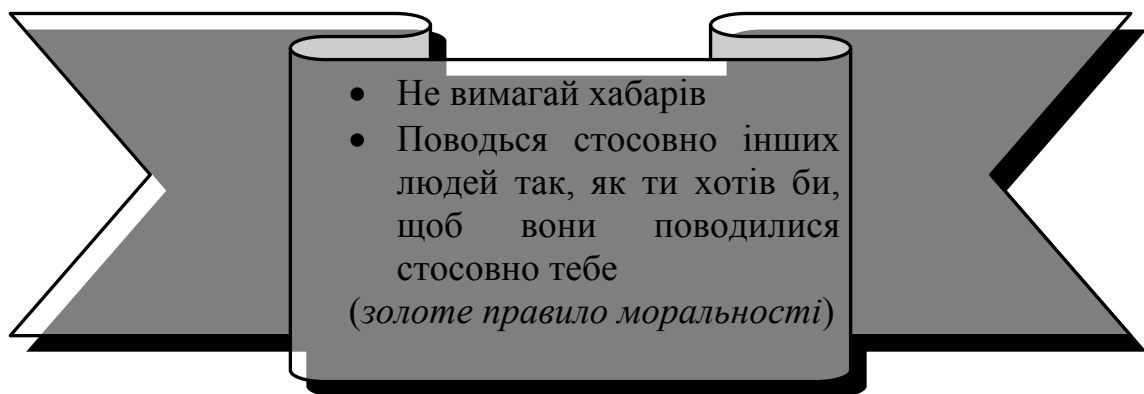 • Не вимагай хабарів
• Поводься стосовно інших
людей так, як ти хотів би,
щоб вони поводилися
стосовно тебе
(золоте правило моральності)